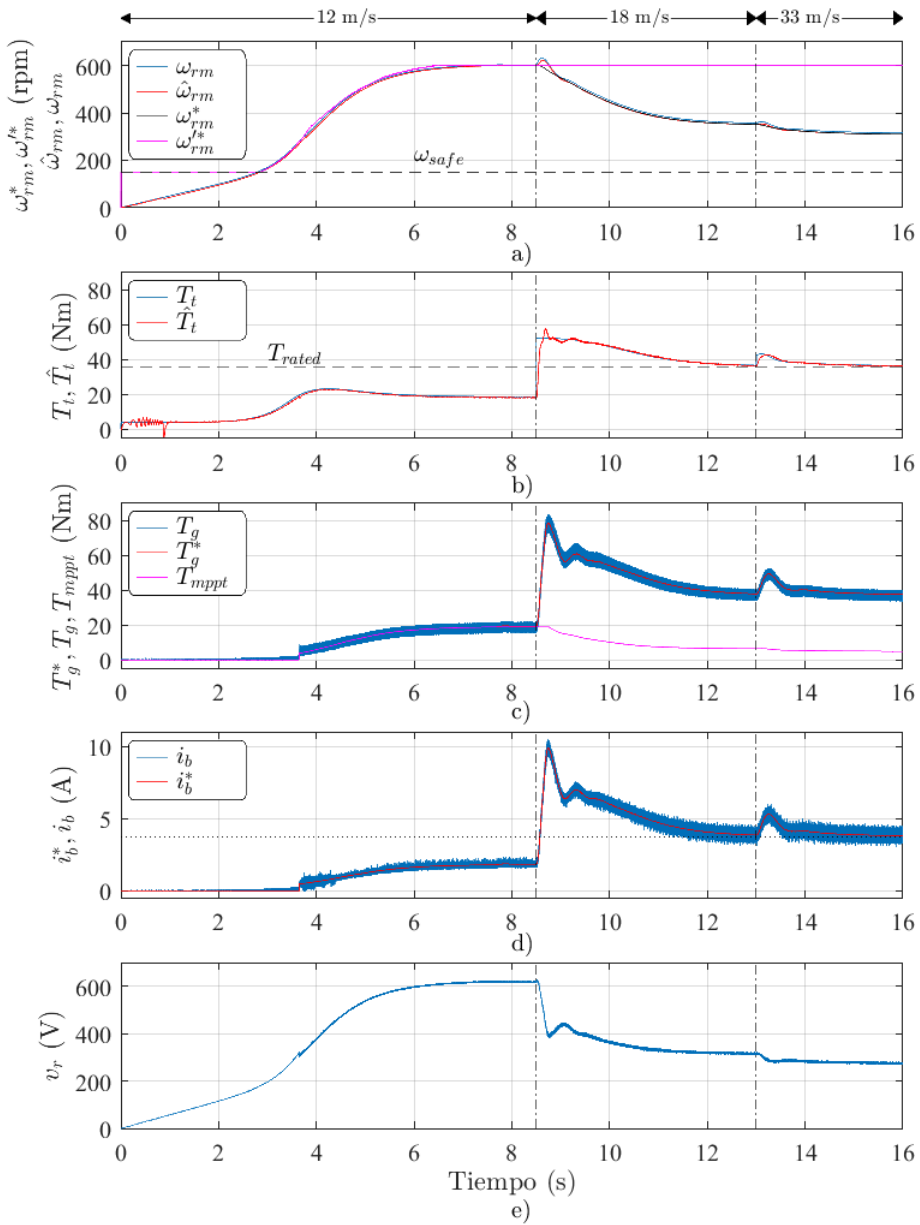 12 m/s 18 m/s 33 m/s
ω*rm, ω′*rm (rpm)
ω̂rm, ωrm
600
400
200
0
ωrm
ω̂rm
ω*rm
ω′*rm
ωsafe
0 2 4 6 8 10 12 14 16
a)
Tt, T̂t (Nm)
80
60
40
20
0
Tt
T̂t
Trated
0 2 4 6 8 10 12 14 16
b)
T*g, Tg, Tmppt (Nm)
80
60
40
20
0
Tg
T*g
Tmppt
0 2 4 6 8 10 12 14 16
c)
i*b, ib (A)
10
5
0
ib
i*b
0 2 4 6 8 10 12 14 16
d)
vr (V)
600
400
200
0
0 2 4 6 8 10 12 14 16
Tiempo (s)
e)